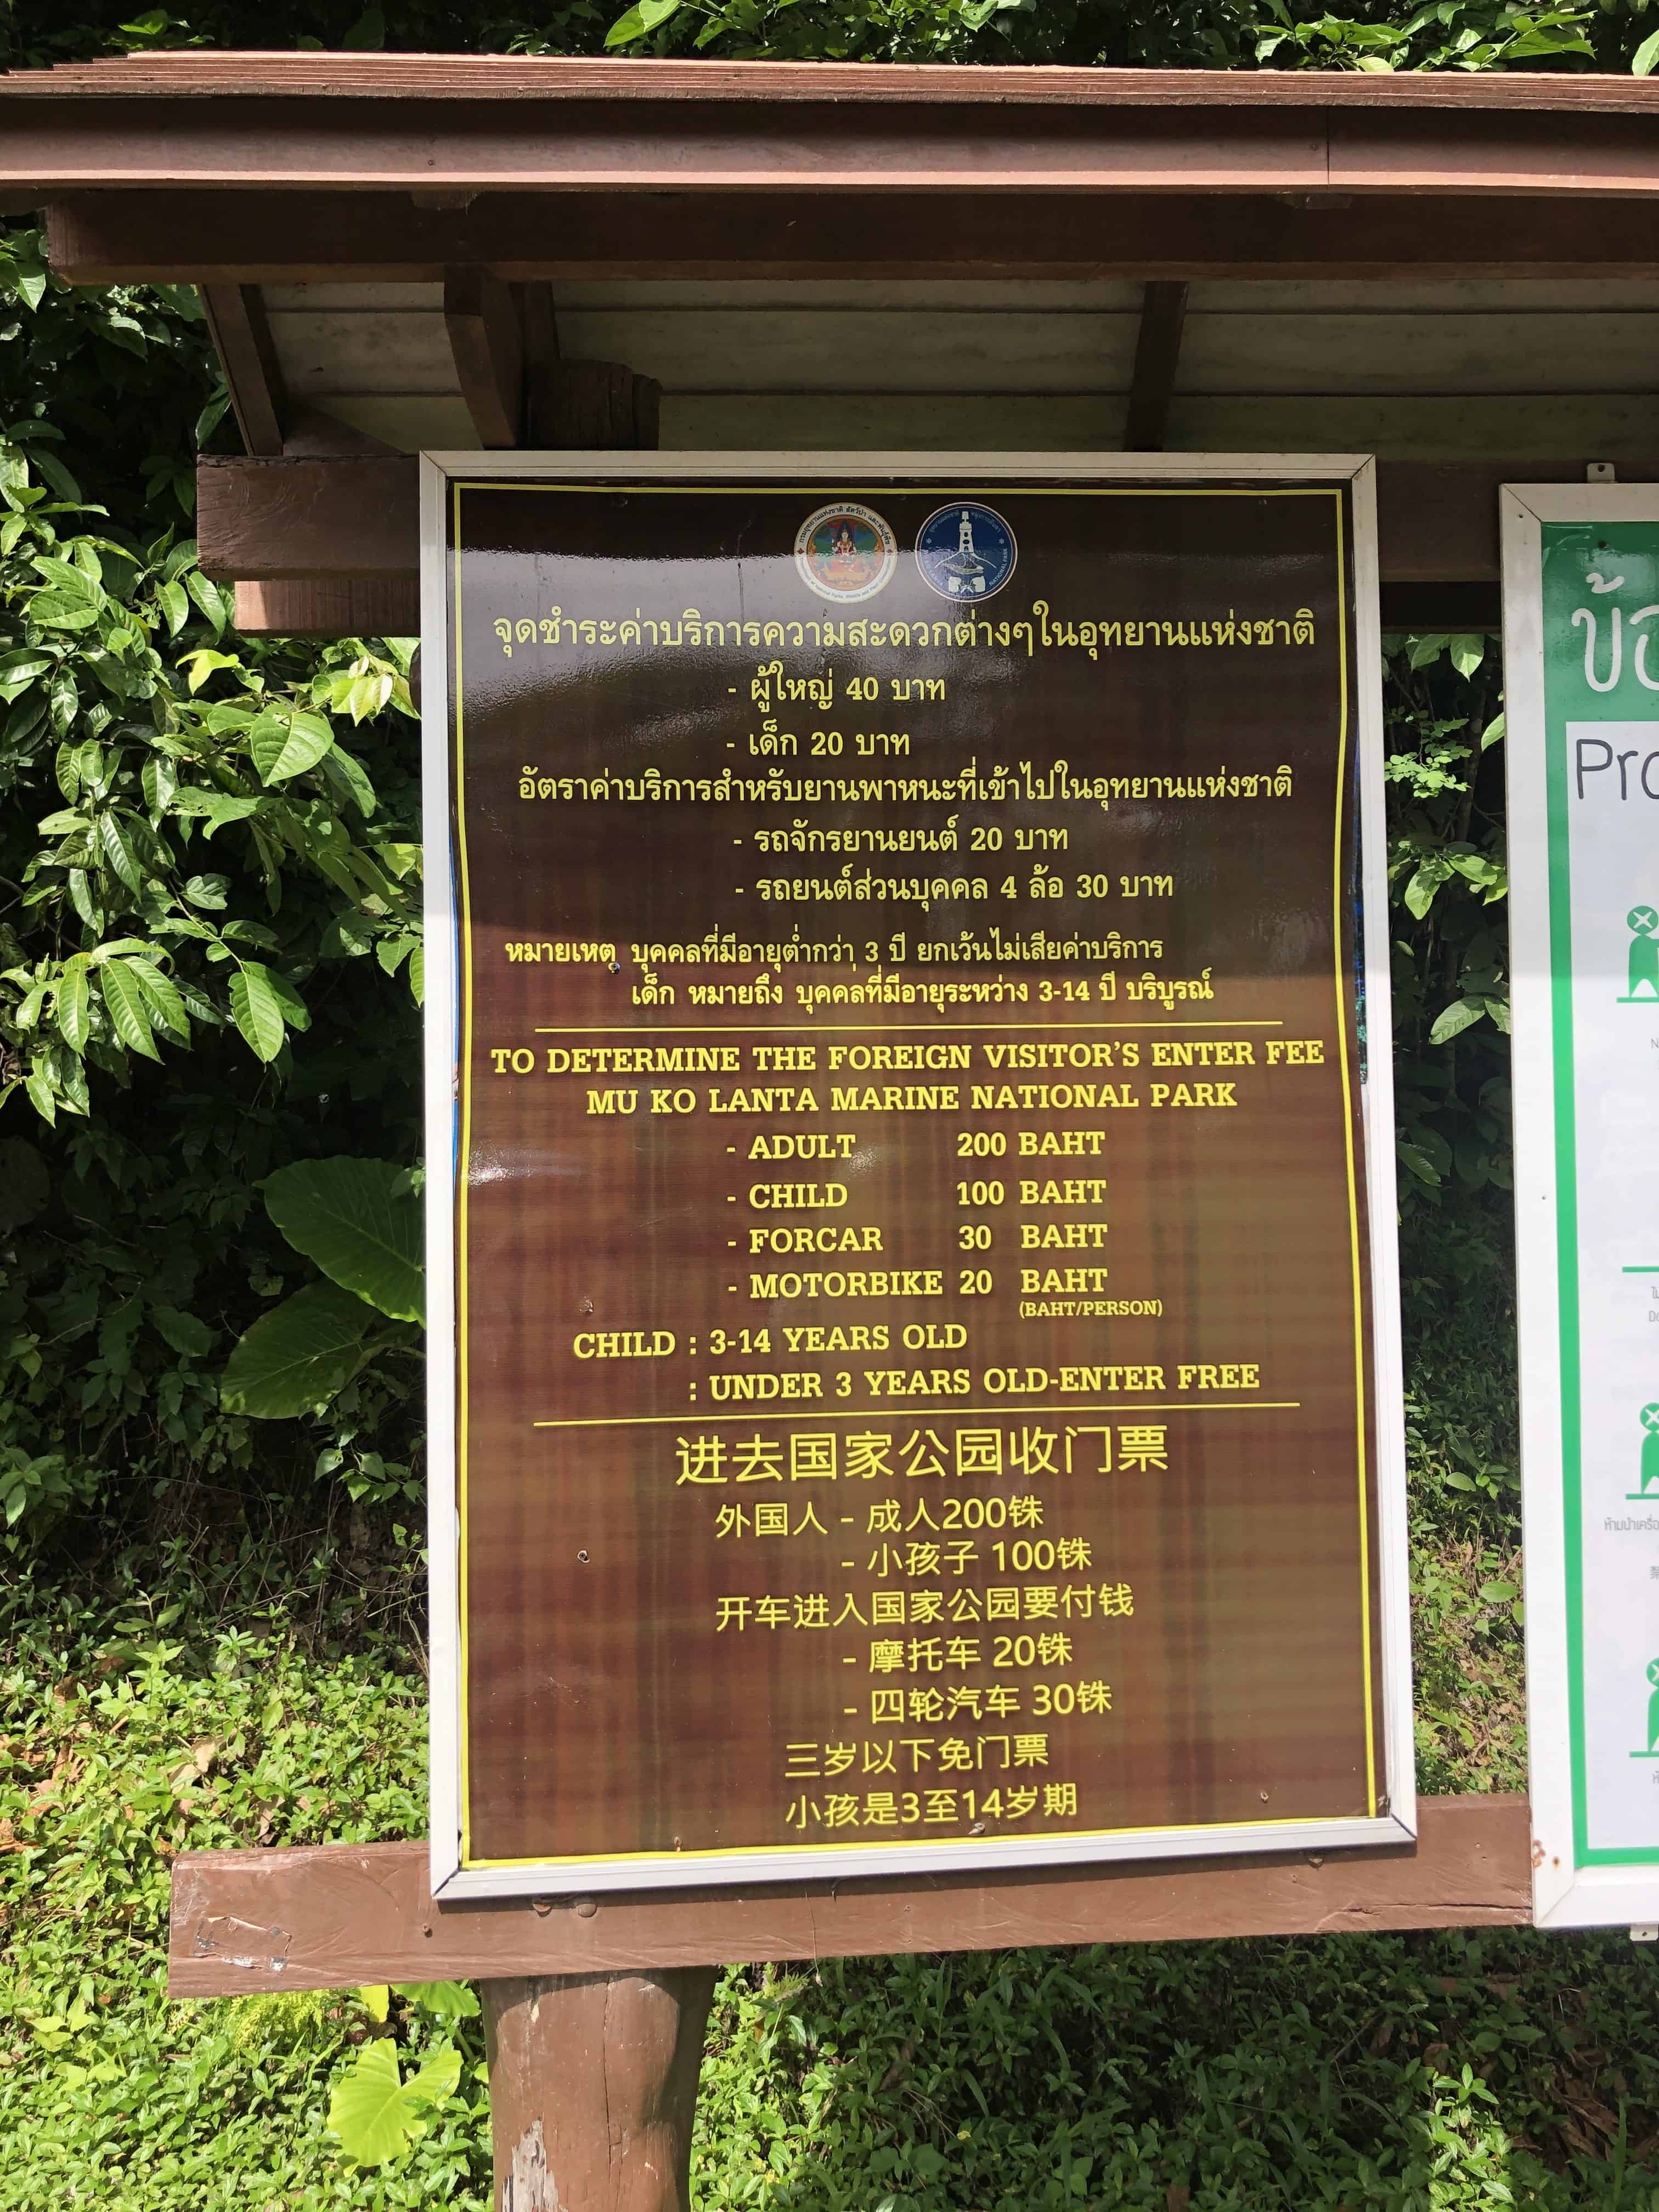 จุดชำระค่าบริการความสะดวกต่างๆในอุทยานแห่งชาติ
- ผู้ใหญ่ 40 บาท
- เด็ก 20 บาท
อัตราค่าบริการสำหรับยานพาหนะที่เข้าไปในอุทยานแห่งชาติ
- รถจักรยานยนต์ 20 บาท
- รถยนต์ส่วนบุคคล 4 ล้อ 30 บาท
หมายเหตุ บุคคลที่มีอายุต่ำกว่า 3 ปี ยกเว้นไม่เสียค่าบริการ
เด็ก หมายถึง บุคคลที่มีอายุระหว่าง 3-14 ปี บริบูรณ์
TO DETERMINE THE FOREIGN VISITOR'S ENTER FEE
MU KO LANTA MARINE NATIONAL PARK
- ADULT 200 BAHT
- CHILD 100 BAHT
- FORCAR 30 BAHT
- MOTORBIKE 20 BAHT
(BAHT/PERSON)
CHILD : 3-14 YEARS OLD
: UNDER 3 YEARS OLD-ENTER FREE
进去国家公园收门票
外国人 - 成人200铢
- 小孩子 100铢
开车进入国家公园要付钱
- 摩托车 20铢
- 四轮汽车 30铢
三岁以下免门票
小孩是3至14岁期